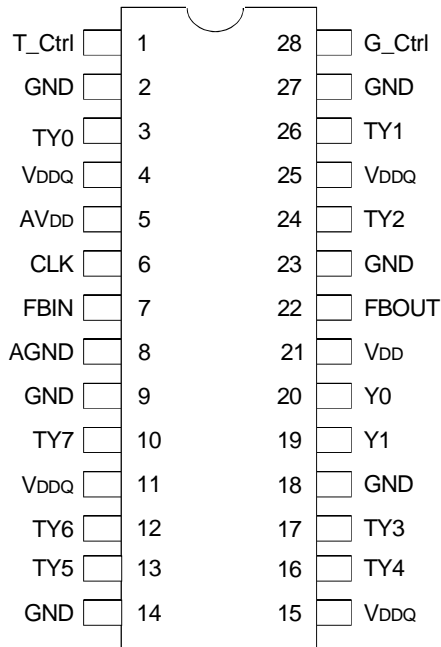 T_Ctrl 1 28 G_Ctrl
GND 2 27 GND
TY0 3 26 TY1
VDDQ 4 25 VDDQ
AVDD 5 24 TY2
CLK 6 23 GND
FBIN 7 22 FBOUT
AGND 8 21 VDD
GND 9 20 Y0
TY7 10 19 Y1
VDDQ 11 18 GND
TY6 12 17 TY3
TY5 13 16 TY4
GND 14 15 VDDQ